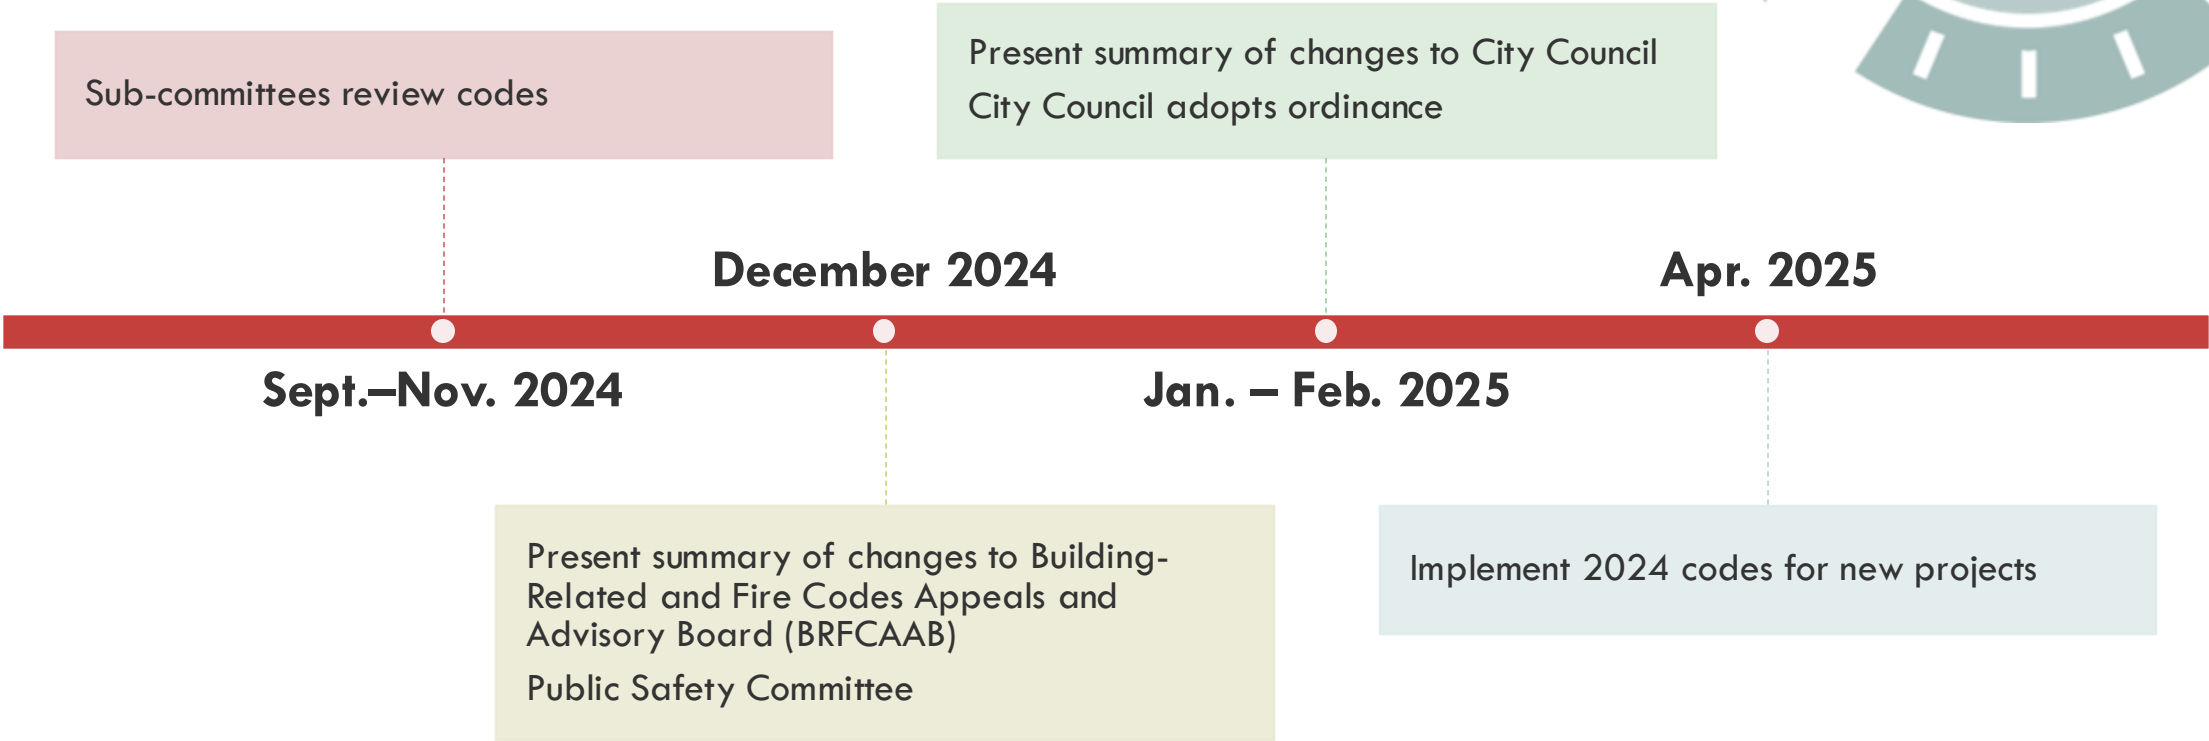 Sub-committees review codes
Present summary of changes to City Council
City Council adopts ordinance
December 2024
Apr. 2025
Sept.–Nov. 2024
Jan. – Feb. 2025
Present summary of changes to Building-
Related and Fire Codes Appeals and
Advisory Board (BRFCAAB)
Public Safety Committee
Implement 2024 codes for new projects